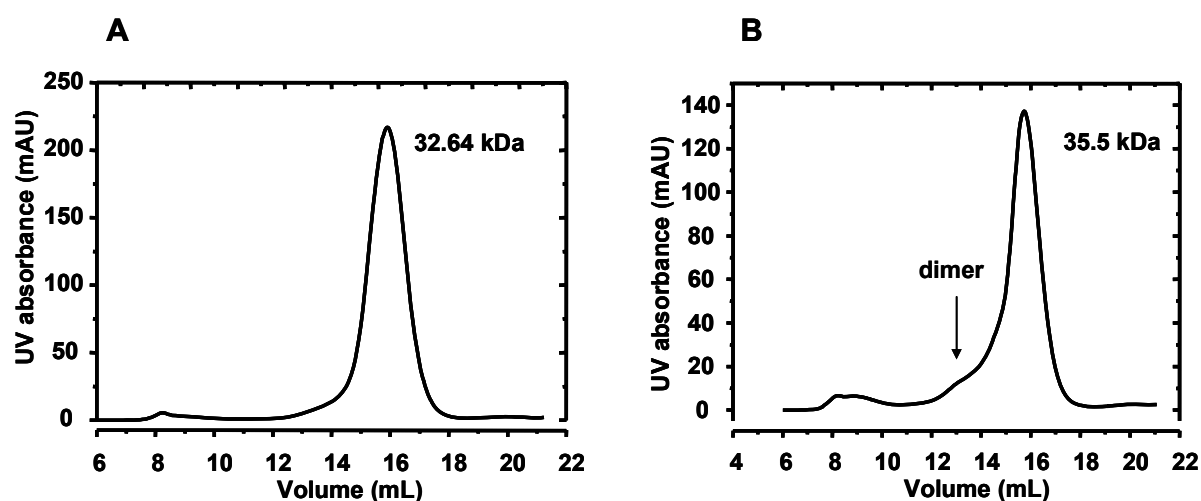 A
250
200
150
100
50
0
UV absorbance (mAU)
32.64 kDa
6 8 10 12 14 16 18 20 22
Volume (mL)
B
140
120
100
80
60
40
20
0
UV absorbance (mAU)
35.5 kDa
dimer
4 6 8 10 12 14 16 18 20 22
Volume (mL)